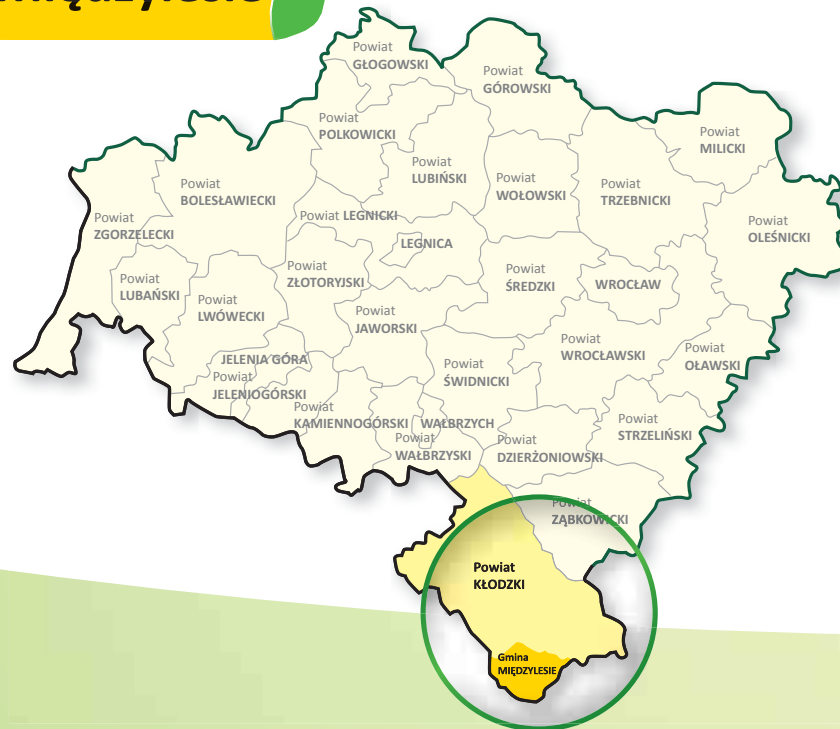 Międzylesie
Powiat
GŁOGOWSKI
Powiat
GÓROWSKI
Powiat
POLKOWICKI
Powiat
MILICKI
Powiat
LUBIŃSKI
Powiat
WOŁOWSKI
Powiat
TRZEBNICKI
Powiat
BOLESŁAWIECKI
Powiat LEGNICKI
Powiat
ZGORZELECKI
Powiat
OLEŚNICKI
LEGNICA
Powiat
ZŁOTORYJSKI
Powiat
ŚREDZKI
WROCŁAW
Powiat
LUBAŃSKI
Powiat
LWÓWECKI
Powiat
JAWORSKI
Powiat
WROCŁAWSKI
Powiat
OŁAWSKI
JELENIA GÓRA
Powiat
JELENIOGÓRSKI
Powiat
ŚWIDNICKI
Powiat
KAMIENNOGÓRSKI
WAŁBRZYCH
Powiat
WAŁBRZYSKI
Powiat
DZIERŻONIOWSKI
Powiat
STRZELIŃSKI
Powiat
ZĄBKOWICKI
Powiat
KŁODZKI
Gmina
MIĘDZYLESIE